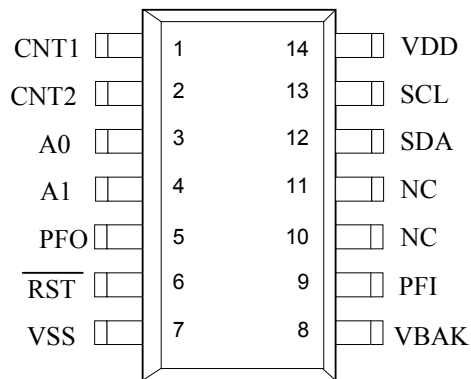 CNT1 1 14 VDD
CNT2 2 13 SCL
A0 3 12 SDA
A1 4 11 NC
PFO 5 10 NC
RST 6 9 PFI
VSS 7 8 VBAK